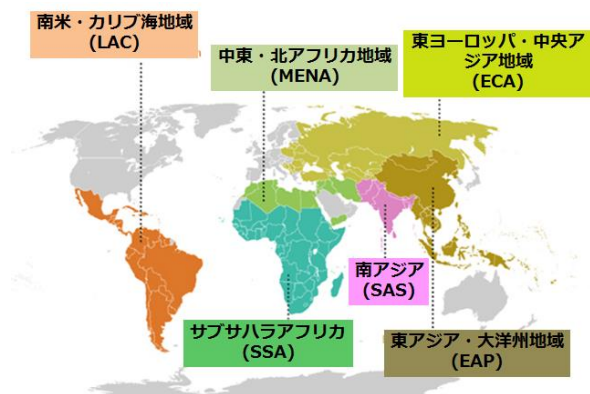 南米・カリブ海地域
(LAC)
中東・北アフリカ地域
(MENA)
東ヨーロッパ・中央ア
ジア地域
(ECA)
南アジア
(SAS)
サブサハラアフリカ
(SSA)
東アジア・大洋州地域
(EAP)